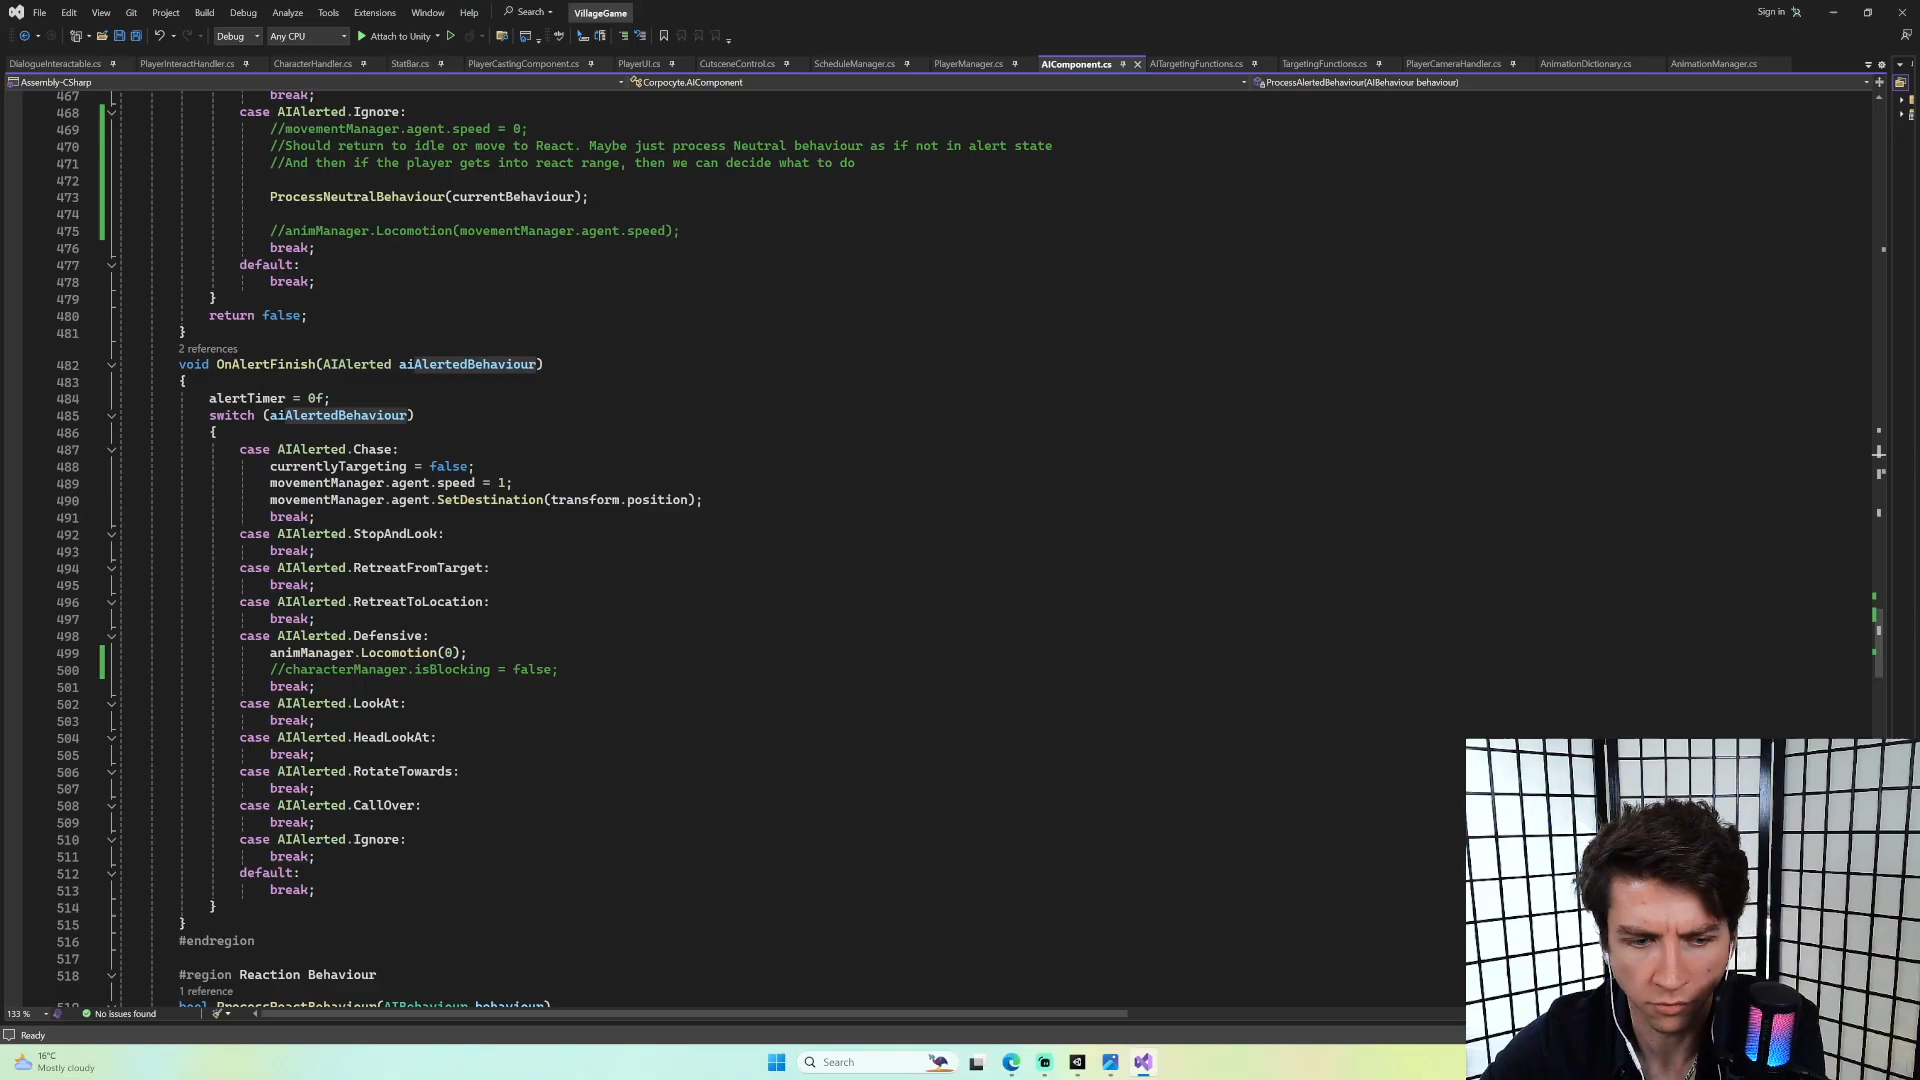 File Edit View Git Project Build Debug Analyze Tools Extensions Window Help Search VillageGame Sign in
Debug Any CPU Attach to Unity
DialogueInteractable.cs PlayerInteractHandler.cs CharacterHandler.cs StatBar.cs PlayerCastingComponent.cs PlayerUI.cs CutsceneControl.cs ScheduleManager.cs PlayerManager.cs AIComponent.cs AITargetingFunctions.cs TargetingFunctions.cs PlayerCameraHandler.cs AnimationDictionary.cs AnimationManager.cs
Assembly-CSharp Corpocyte.AIComponent ProcessAlertedBehaviour(AIBehaviour behaviour)
467 break;
468 case AIAlerted.Ignore:
469 //movementManager.agent.speed = 0;
470 //Should return to idle or move to React. Maybe just process Neutral behaviour as if not in alert state
471 //And then if the player gets into react range, then we can decide what to do
472
473 ProcessNeutralBehaviour(currentBehaviour);
474
475 //animManager.Locomotion(movementManager.agent.speed);
476 break;
477 default:
478 break;
479 }
480 return false;
481 }
2 references
482 void OnAlertFinish(AIAlerted aiAlertedBehaviour)
483 {
484 alertTimer = 0f;
485 switch (aiAlertedBehaviour)
486 {
487 case AIAlerted.Chase:
488 currentlyTargeting = false;
489 movementManager.agent.speed = 1;
490 movementManager.agent.SetDestination(transform.position);
491 break;
492 case AIAlerted.StopAndLook:
493 break;
494 case AIAlerted.RetreatFromTarget:
495 break;
496 case AIAlerted.RetreatToLocation:
497 break;
498 case AIAlerted.Defensive:
499 animManager.Locomotion(0);
500 //characterManager.isBlocking = false;
501 break;
502 case AIAlerted.LookAt:
503 break;
504 case AIAlerted.HeadLookAt:
505 break;
506 case AIAlerted.RotateTowards:
507 break;
508 case AIAlerted.CallOver:
509 break;
510 case AIAlerted.Ignore:
511 break;
512 default:
513 break;
514 }
515 }
516 #endregion
517
518 #region Reaction Behaviour
1 reference
519 bool ProcessReactBehaviour(AIBehaviour behaviour)
133 % No issues found
Ready
16°C
Mostly cloudy
Search